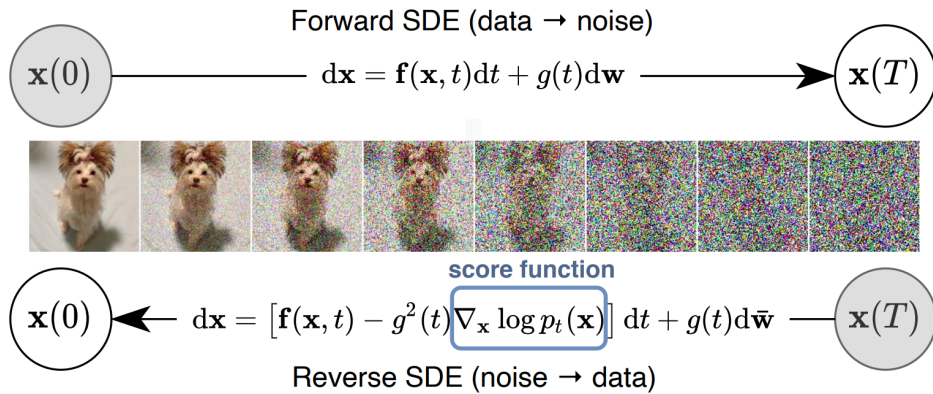 Forward SDE (data → noise)
x(0) dx = f(x, t)dt + g(t)dw x(T)
score function
x(0) dx = [f(x, t) − g²(t)∇ₓ log pₜ(x)] dt + g(t)dw̄ x(T)
Reverse SDE (noise → data)